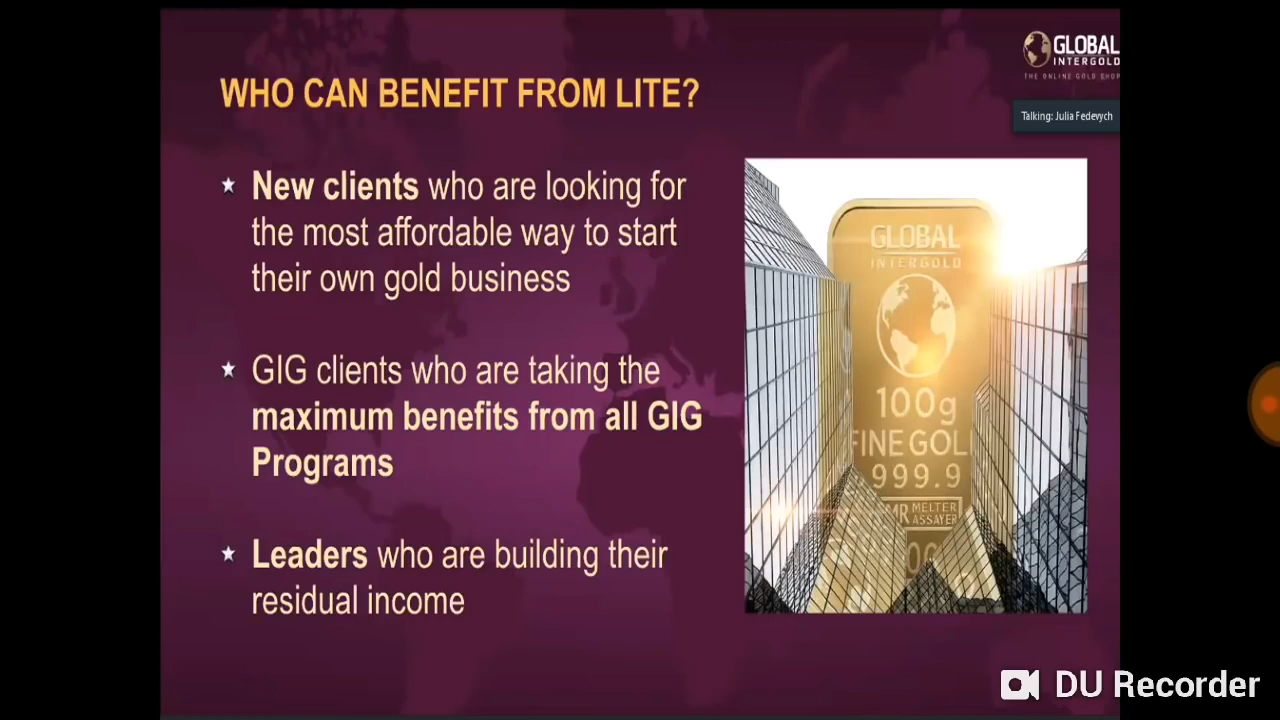 WHO CAN BENEFIT FROM LITE?
GLOBAL
INTERGOLD
THE ONLINE GOLD SHOP
Talking: Julia Fedevych
New clients who are looking for
the most affordable way to start
their own gold business
GIG clients who are taking the
maximum benefits from all GIG
Programs
Leaders who are building their
residual income
GLOBAL
INTERGOLD
100g
FINE GOL
999.9
MELTER
ASSAYER
DU Recorder